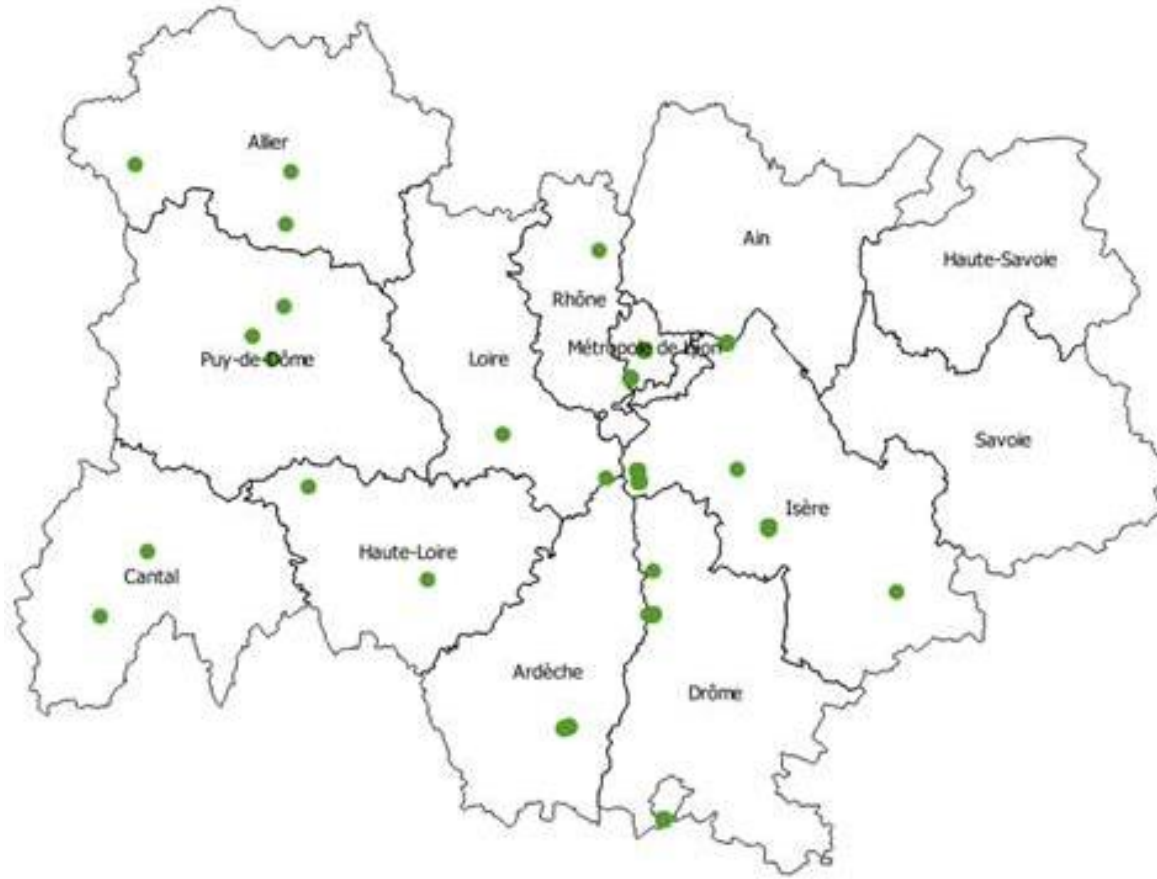 Allier
Ain
Haute-Savoie
Rhône
Métropole de Lyon
Puy-de-Dôme
Loire
Savoie
Isère
Haute-Loire
Cantal
Ardèche
Drôme